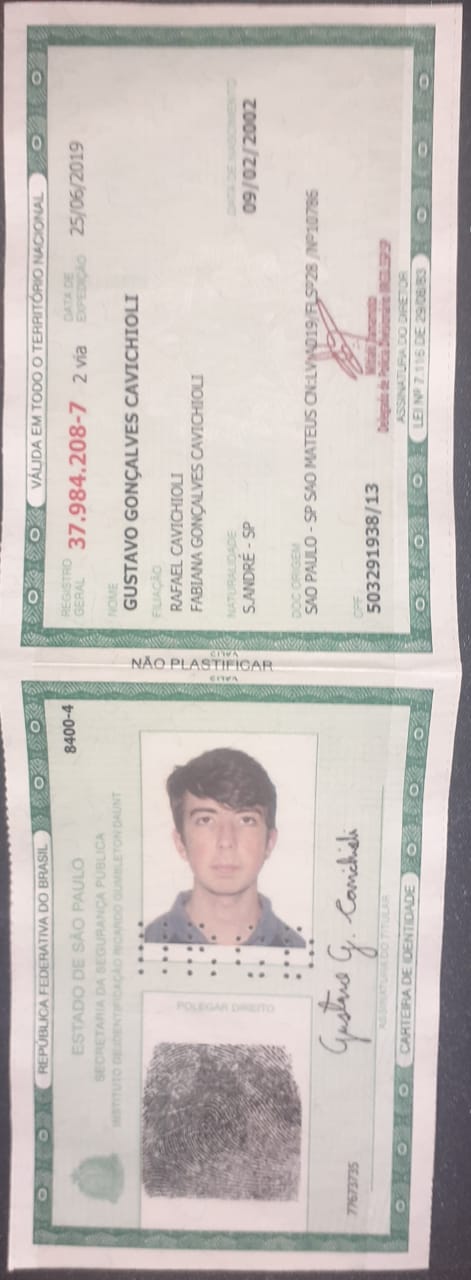 REPÚBLICA FEDERATIVA DO BRASIL
8400-4
ESTADO DE SÃO PAULO
SECRETARIA DA SEGURANÇA PÚBLICA
INSTITUTO DE IDENTIFICAÇÃO RICARDO GUMBLETON DAUNT
POLEGAR DIREITO
Gustavo G. Cavichioli
77673735
ASSINATURA DO TITULAR
CARTEIRA DE IDENTIDADE
NÃO PLASTIFICAR
VÁLIDA EM TODO O TERRITÓRIO NACIONAL
REGISTRO GERAL 37.984.208-7 2 via DATA DE EXPEDIÇÃO 25/06/2019
NOME
GUSTAVO GONÇALVES CAVICHIOLI
FILIAÇÃO
RAFAEL CAVICHIOLI
FABIANA GONÇALVES CAVICHIOLI
NATURALIDADE DATA DE NASCIMENTO
S.ANDRÉ - SP 09/02/2002
DOC ORIGEM
SAO PAULO - SP SAO MATEUS CN:LV.A019/FLSº28 /Nº10786
CPF
503291938/13
Delegado de Polícia Divisionário IIRGD.SSP.SP
ASSINATURA DO DIRETOR
LEI Nº 7.116 DE 29/08/83